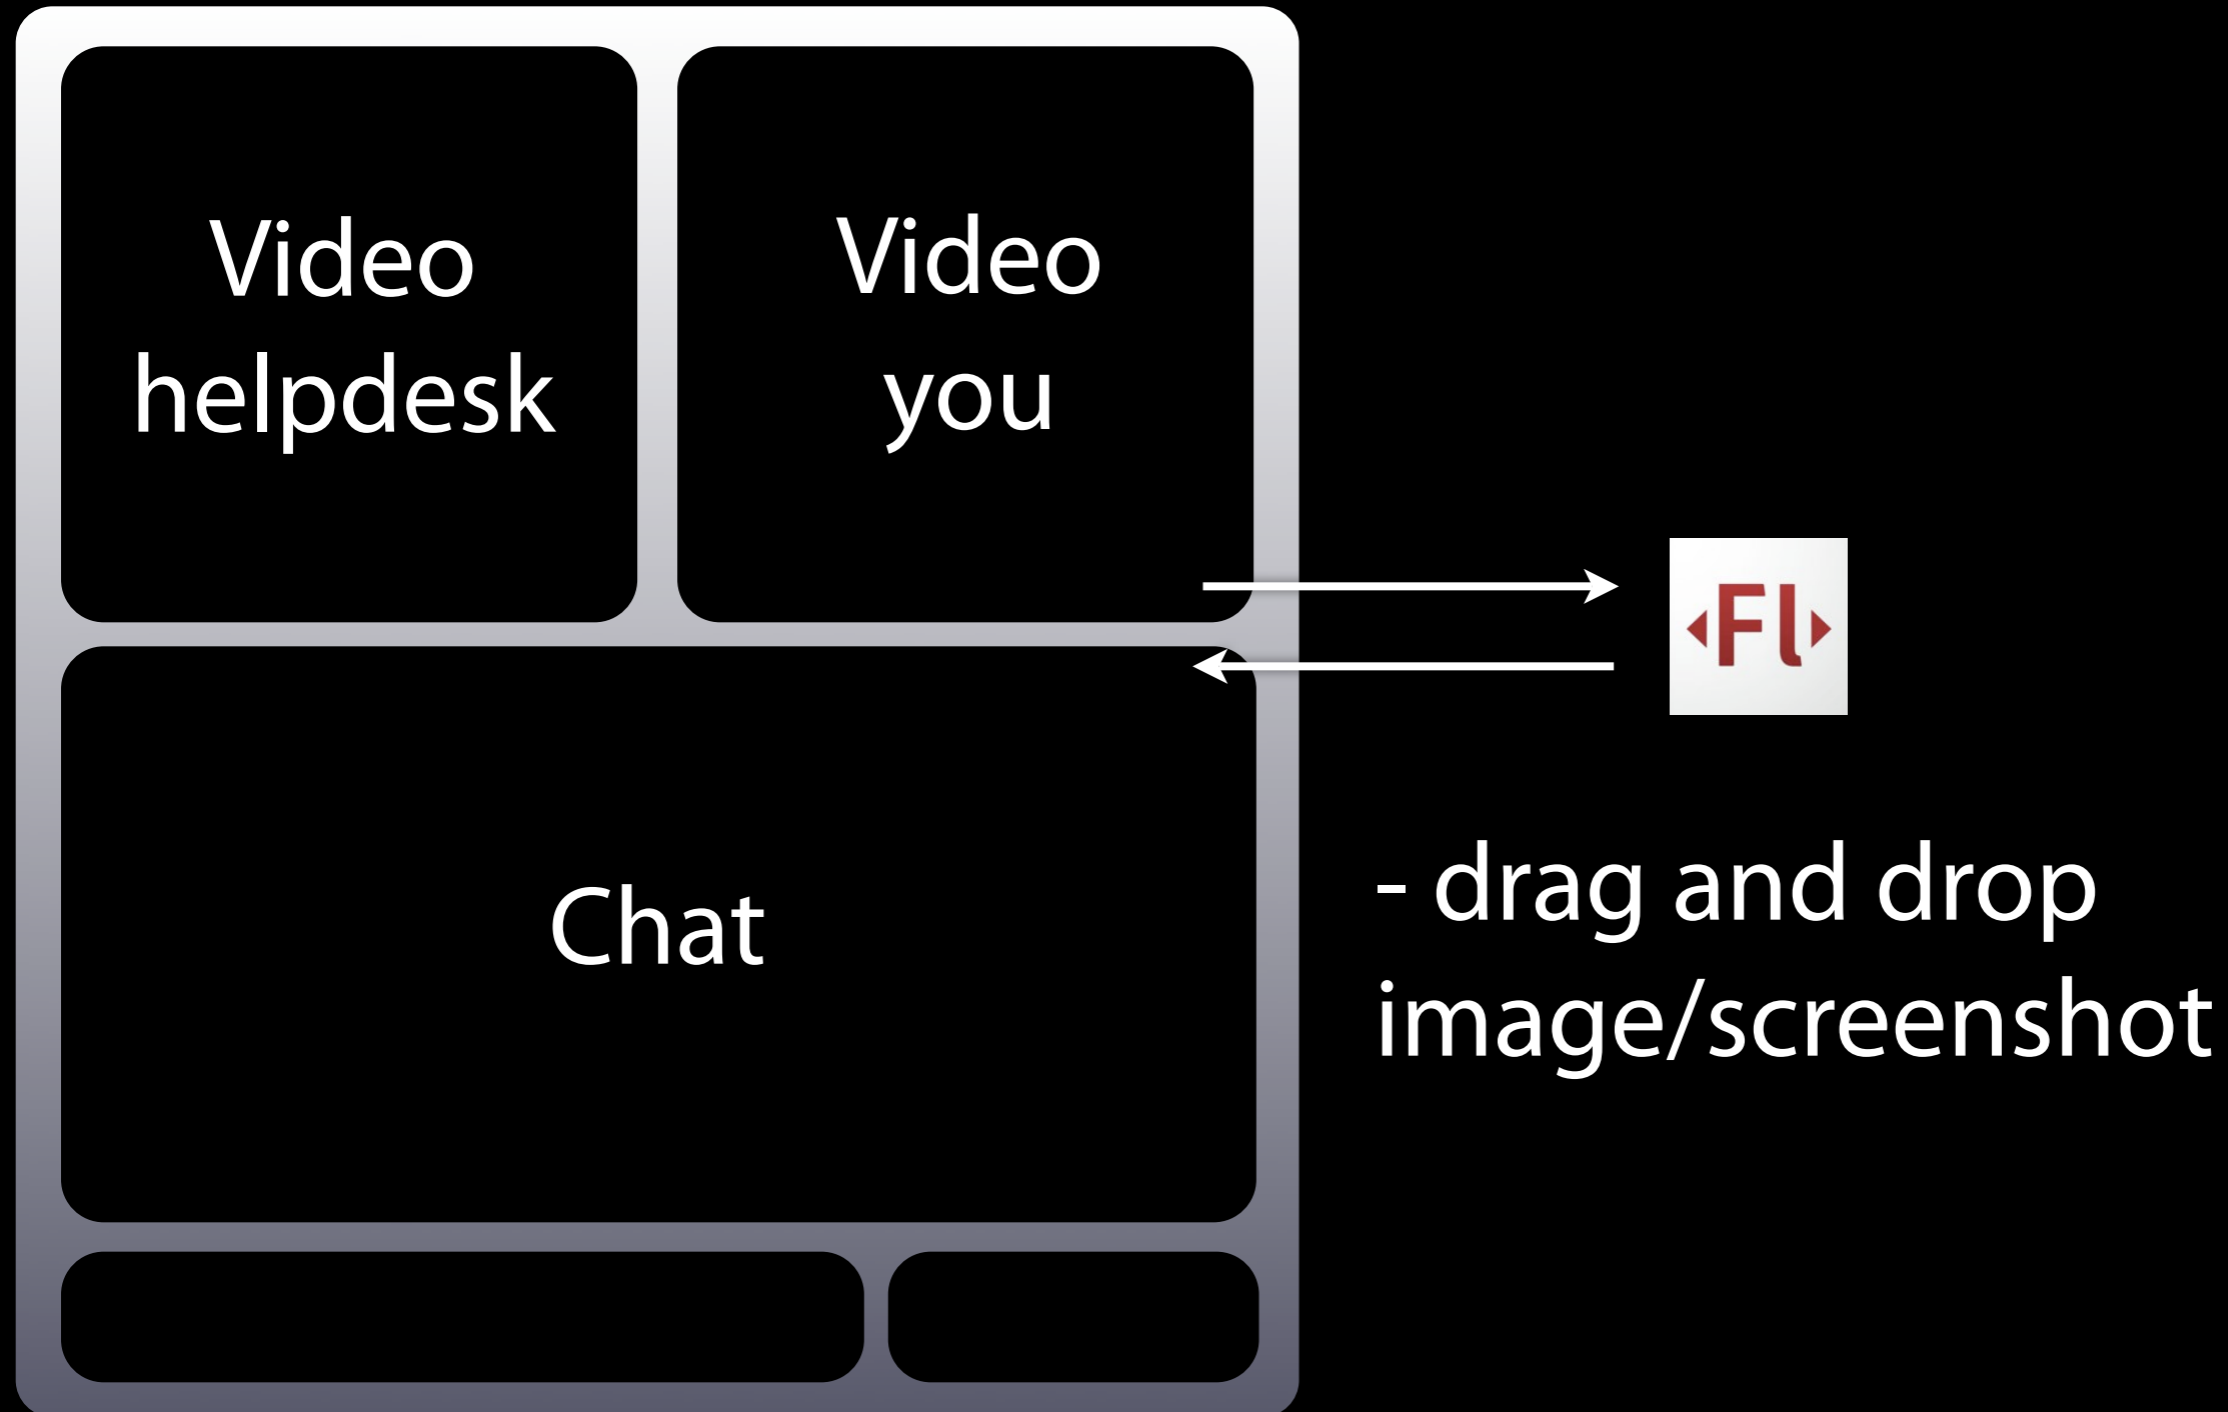 Video
helpdesk
Video
you
Fl
Chat
- drag and drop
image/screenshot